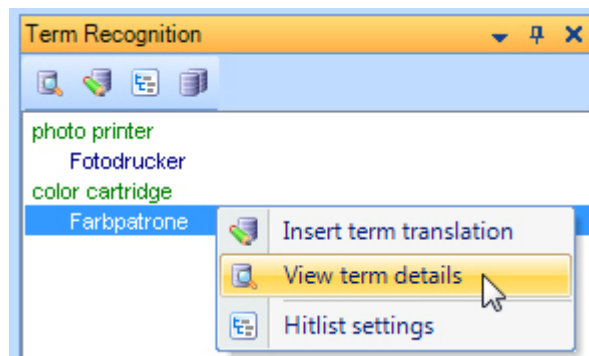 Term Recognition
photo printer
Fotodrucker
color cartridge
Farbpatrone
Insert term translation
View term details
Hitlist settings